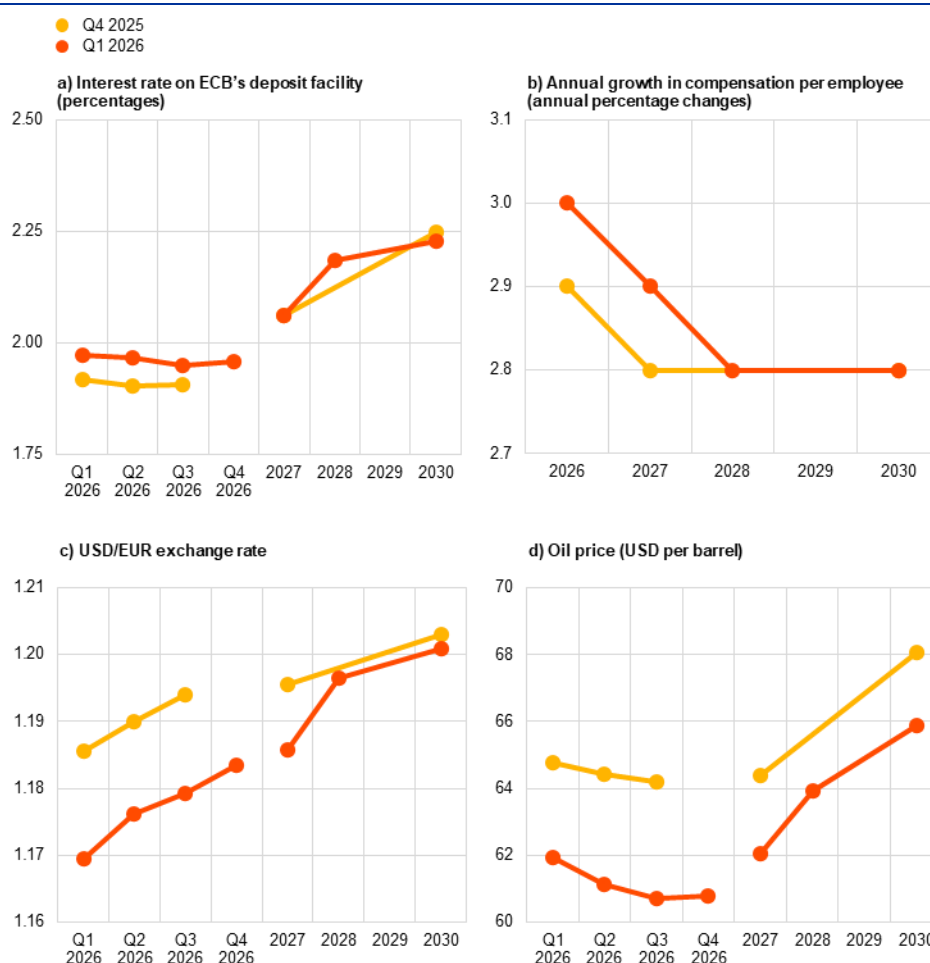 Q4 2025
Q1 2026
a) Interest rate on ECB's deposit facility
(percentages)
2.50
2.25
2.00
1.75
Q1 Q2 Q3 Q4 2027 2028 2029 2030
2026 2026 2026 2026
b) Annual growth in compensation per employee
(annual percentage changes)
3.1
3.0
2.9
2.8
2.7
2026 2027 2028 2029 2030
c) USD/EUR exchange rate
1.21
1.20
1.19
1.18
1.17
1.16
Q1 Q2 Q3 Q4 2027 2028 2029 2030
2026 2026 2026 2026
d) Oil price (USD per barrel)
70
68
66
64
62
60
Q1 Q2 Q3 Q4 2027 2028 2029 2030
2026 2026 2026 2026